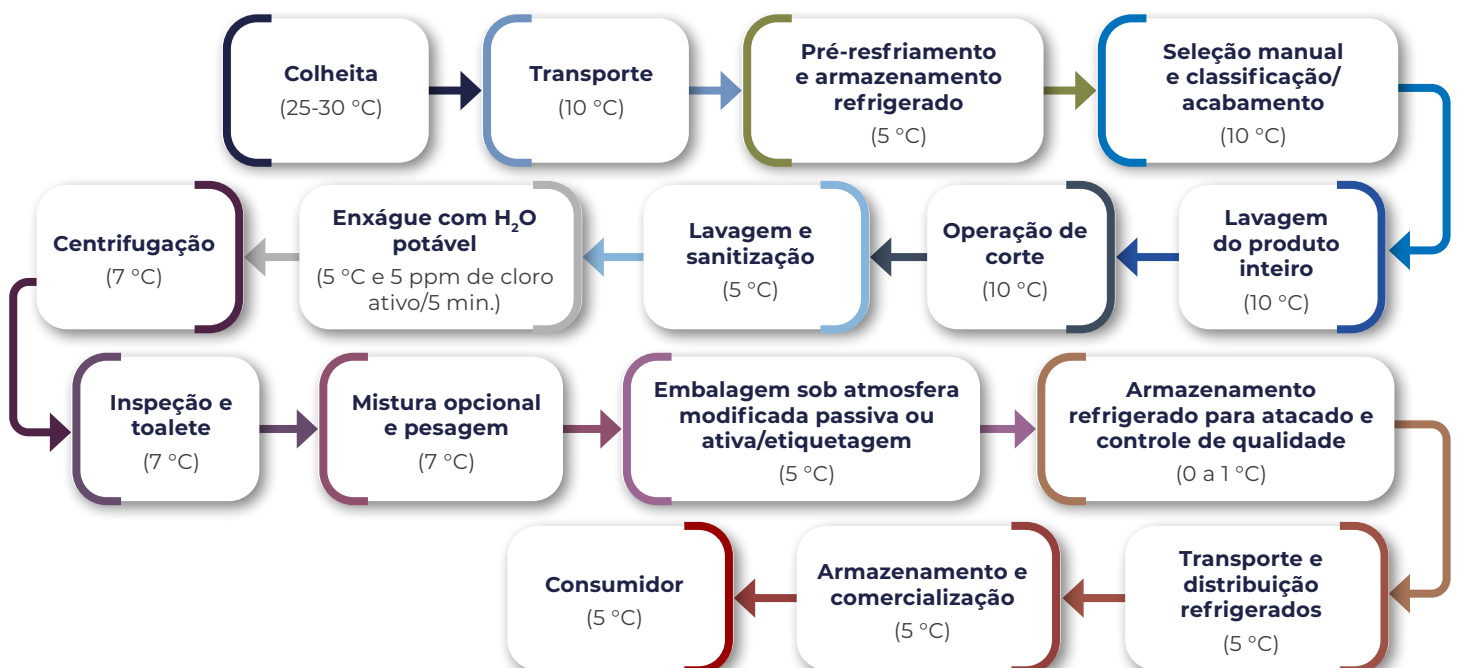 Colheita
(25-30 °C)
Transporte
(10 °C)
Pré-resfriamento
e armazenamento
refrigerado
(5 °C)
Seleção manual
e classificação/
acabamento
(10 °C)
Lavagem
do produto
inteiro
(10 °C)
Operação de
corte
(10 °C)
Lavagem e
sanitização
(5 °C)
Enxágue com H₂O
potável
(5 °C e 5 ppm de cloro
ativo/5 min.)
Centrifugação
(7 °C)
Inspeção e
toalete
(7 °C)
Mistura opcional
e pesagem
(7 °C)
Embalagem sob atmosfera
modificada passiva ou
ativa/etiquetagem
(5 °C)
Armazenamento
refrigerado para atacado e
controle de qualidade
(0 a 1 °C)
Transporte e
distribuição
refrigerados
(5 °C)
Armazenamento e
comercialização
(5 °C)
Consumidor
(5 °C)